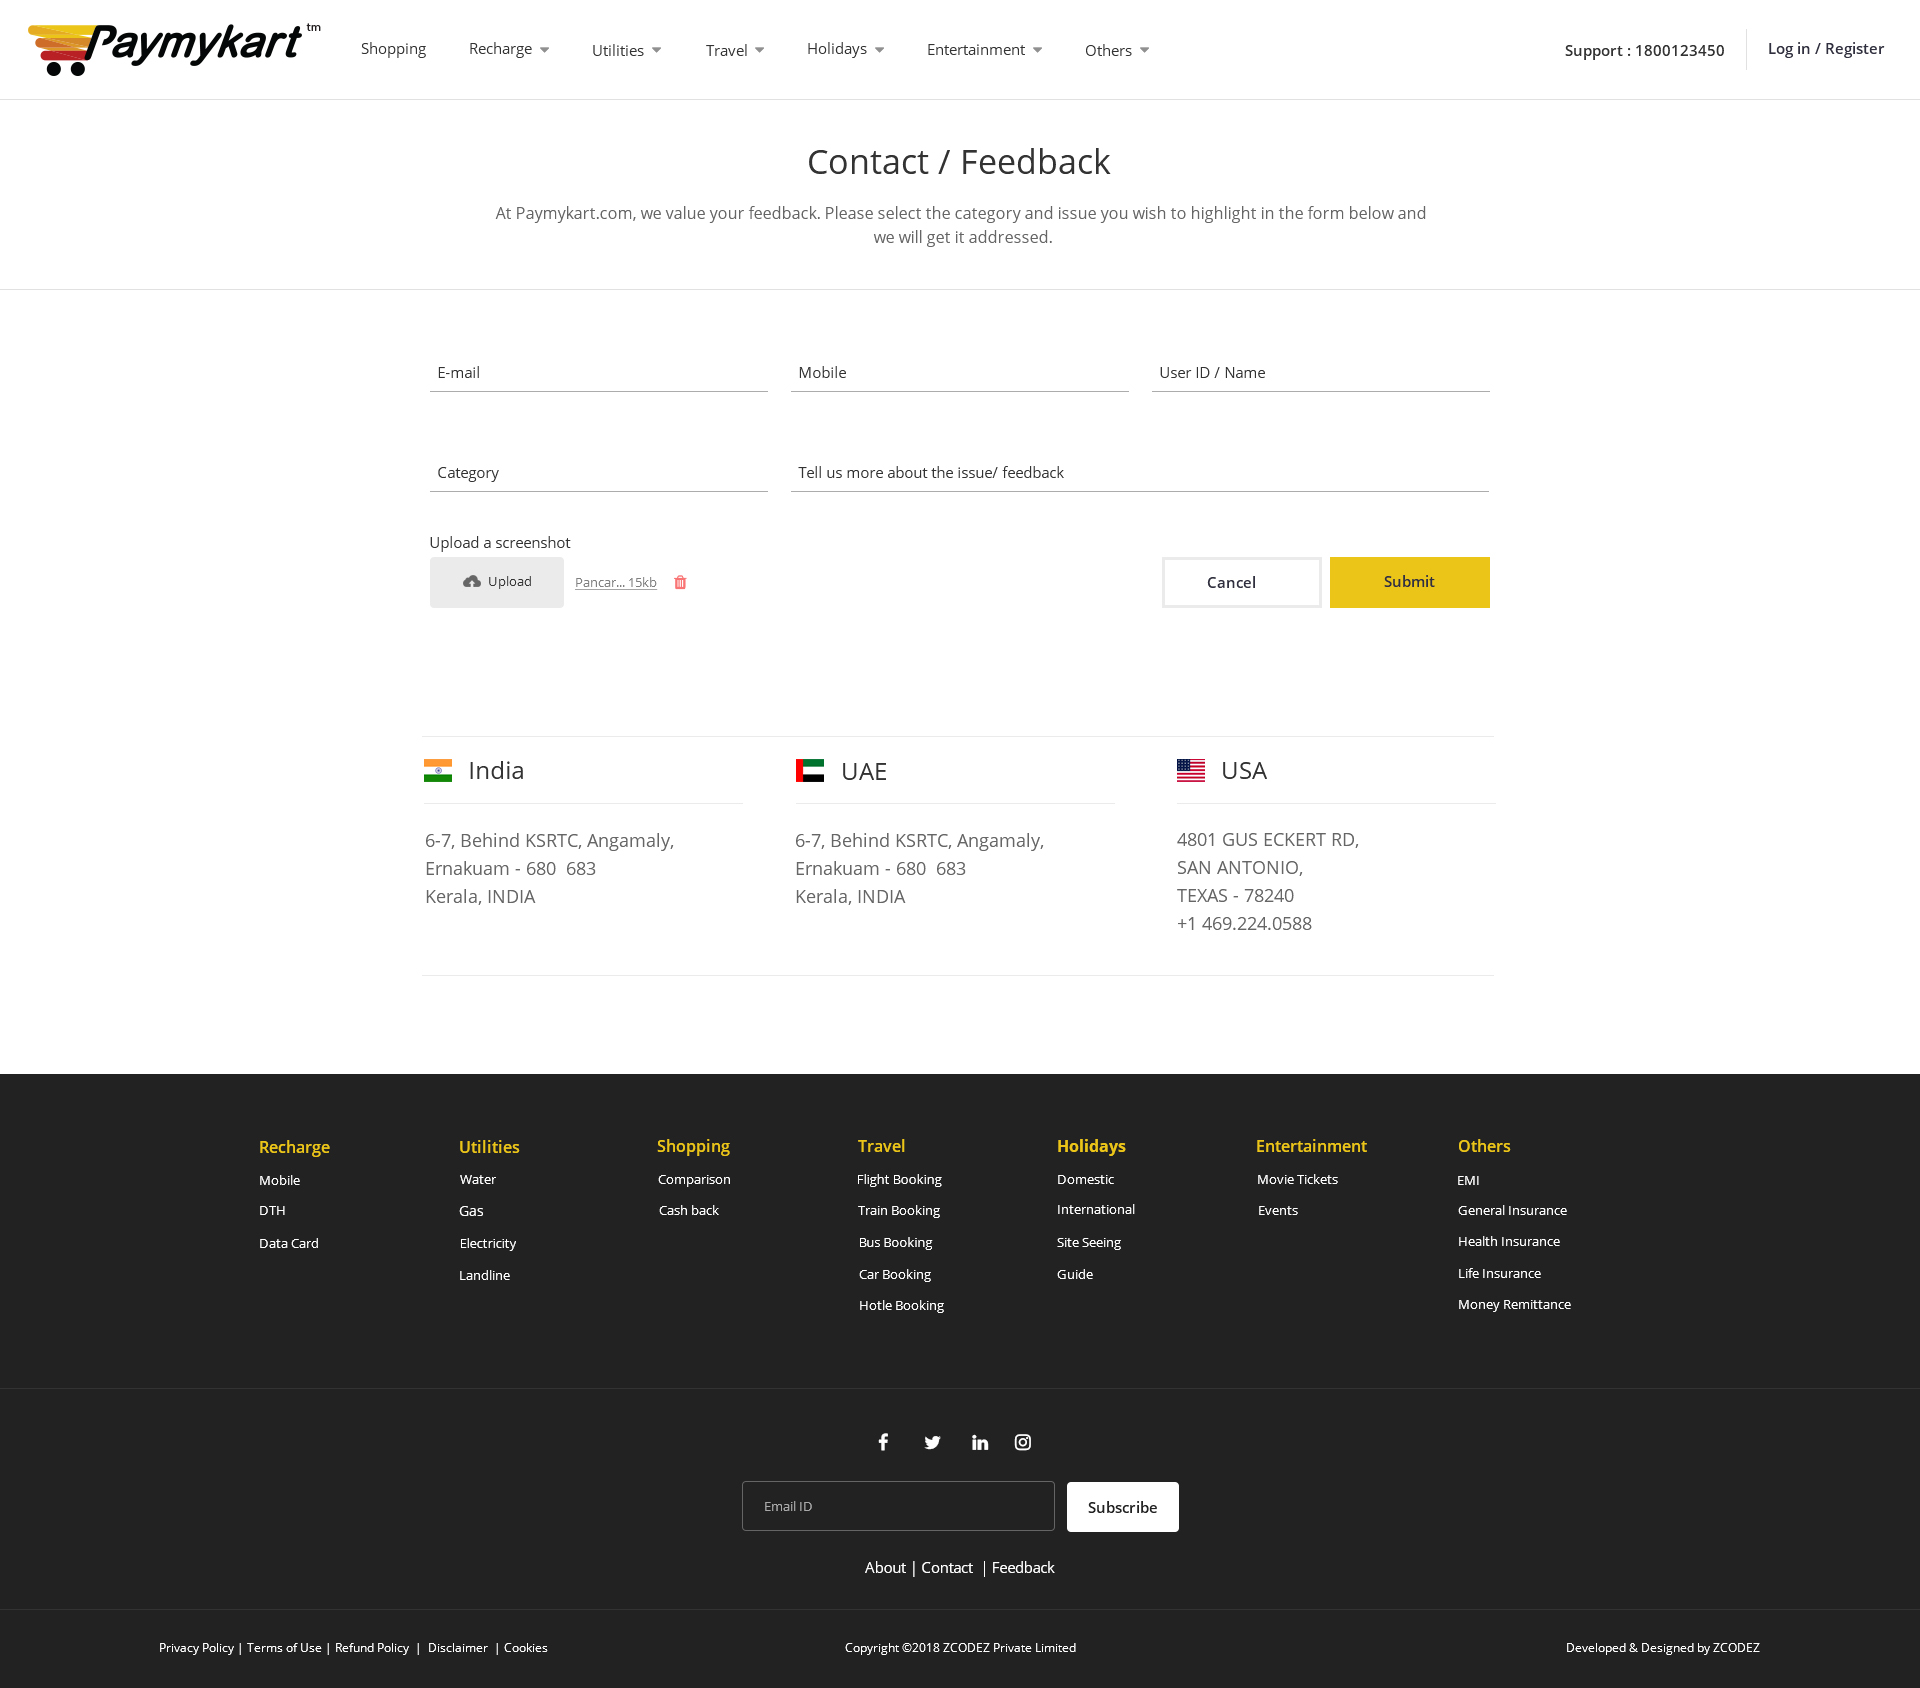 Paymykart tm
Shopping Recharge Utilities Travel Holidays Entertainment Others
Support : 1800123450
Log in / Register
Contact / Feedback
At Paymykart.com, we value your feedback. Please select the category and issue you wish to highlight in the form below and
we will get it addressed.
E-mail
Mobile
User ID / Name
Category
Tell us more about the issue/ feedback
Upload a screenshot
Upload
Pancar... 15kb
Cancel
Submit
India
6-7, Behind KSRTC, Angamaly,
Ernakuam - 680  683
Kerala, INDIA
UAE
6-7, Behind KSRTC, Angamaly,
Ernakuam - 680  683
Kerala, INDIA
USA
4801 GUS ECKERT RD,
SAN ANTONIO,
TEXAS - 78240
+1 469.224.0588
Recharge
Mobile
DTH
Data Card
Utilities
Water
Gas
Electricity
Landline
Shopping
Comparison
Cash back
Travel
Flight Booking
Train Booking
Bus Booking
Car Booking
Hotle Booking
Holidays
Domestic
International
Site Seeing
Guide
Entertainment
Movie Tickets
Events
Others
EMI
General Insurance
Health Insurance
Life Insurance
Money Remittance
Email ID
Subscribe
About | Contact  | Feedback
Privacy Policy | Terms of Use | Refund Policy  |  Disclaimer  | Cookies
Copyright ©2018 ZCODEZ Private Limited
Developed & Designed by ZCODEZ